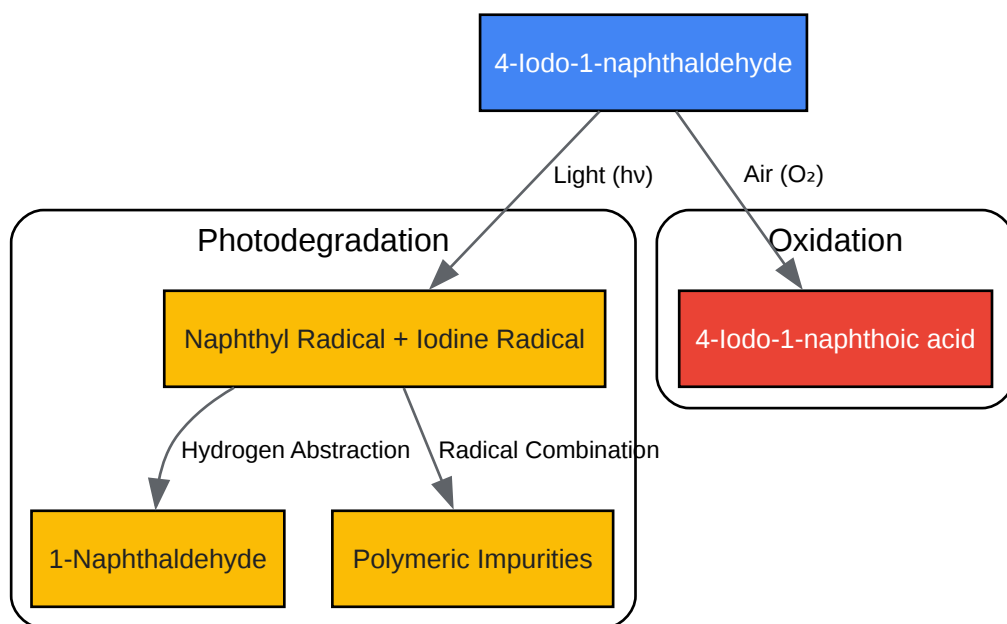 4-Iodo-1-naphthaldehyde
Light (hν)
Air (O₂)
Photodegradation
Oxidation
Naphthyl Radical + Iodine Radical
4-Iodo-1-naphthoic acid
Hydrogen Abstraction
Radical Combination
1-Naphthaldehyde
Polymeric Impurities